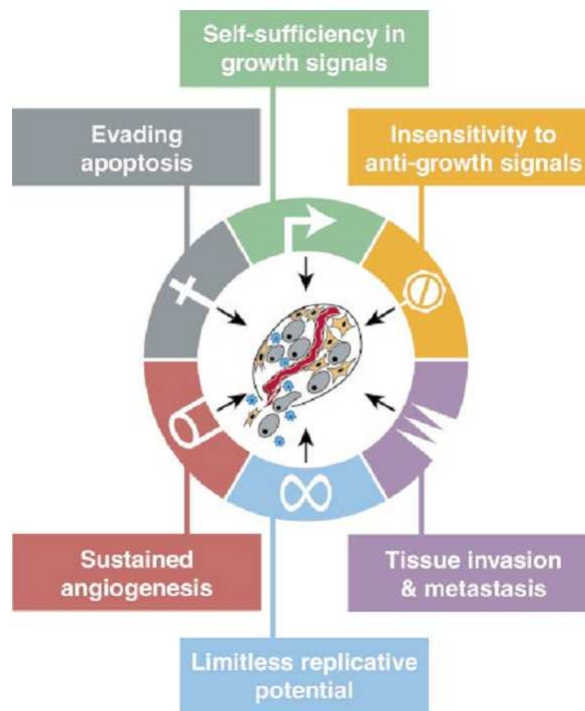 Self-sufficiency in
growth signals
Evading
apoptosis
Insensitivity to
anti-growth signals
Sustained
angiogenesis
Tissue invasion
& metastasis
Limitless replicative
potential